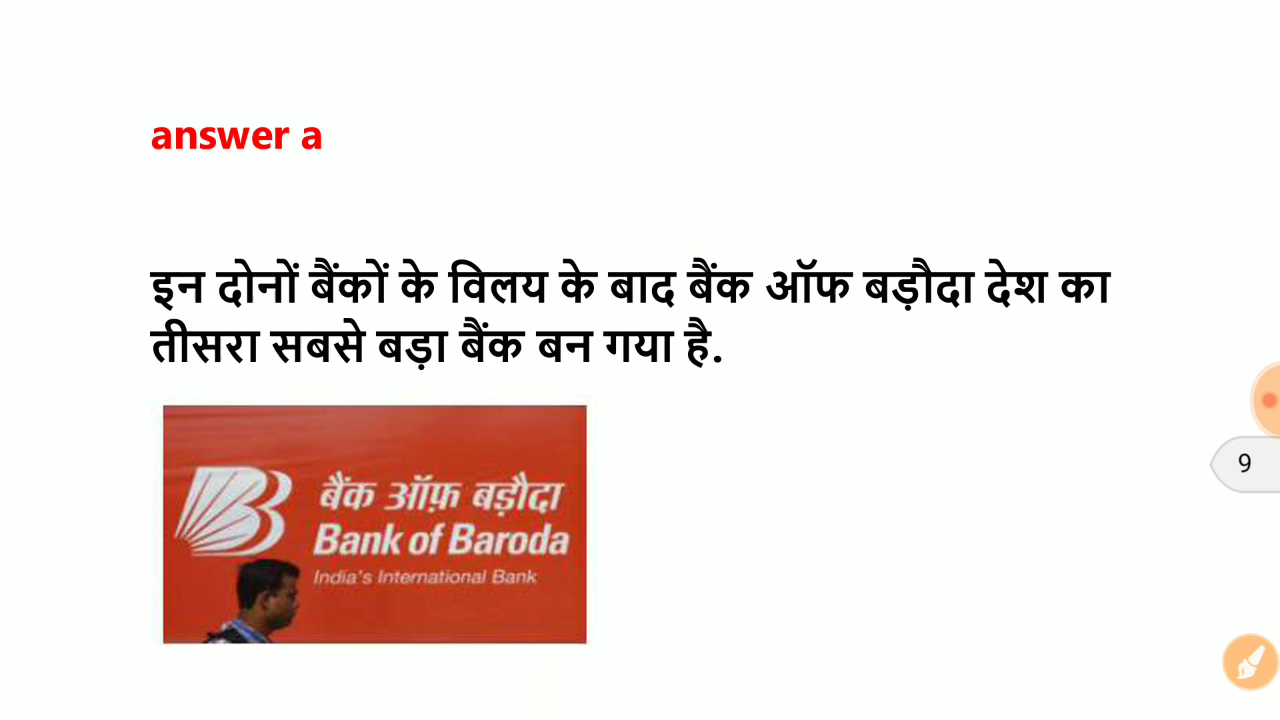 answer a
इन दोनों बैंकों के विलय के बाद बैंक ऑफ बड़ौदा देश का
तीसरा सबसे बड़ा बैंक बन गया है.
बैंक ऑफ़ बड़ौदा
Bank of Baroda
India's International Bank
9